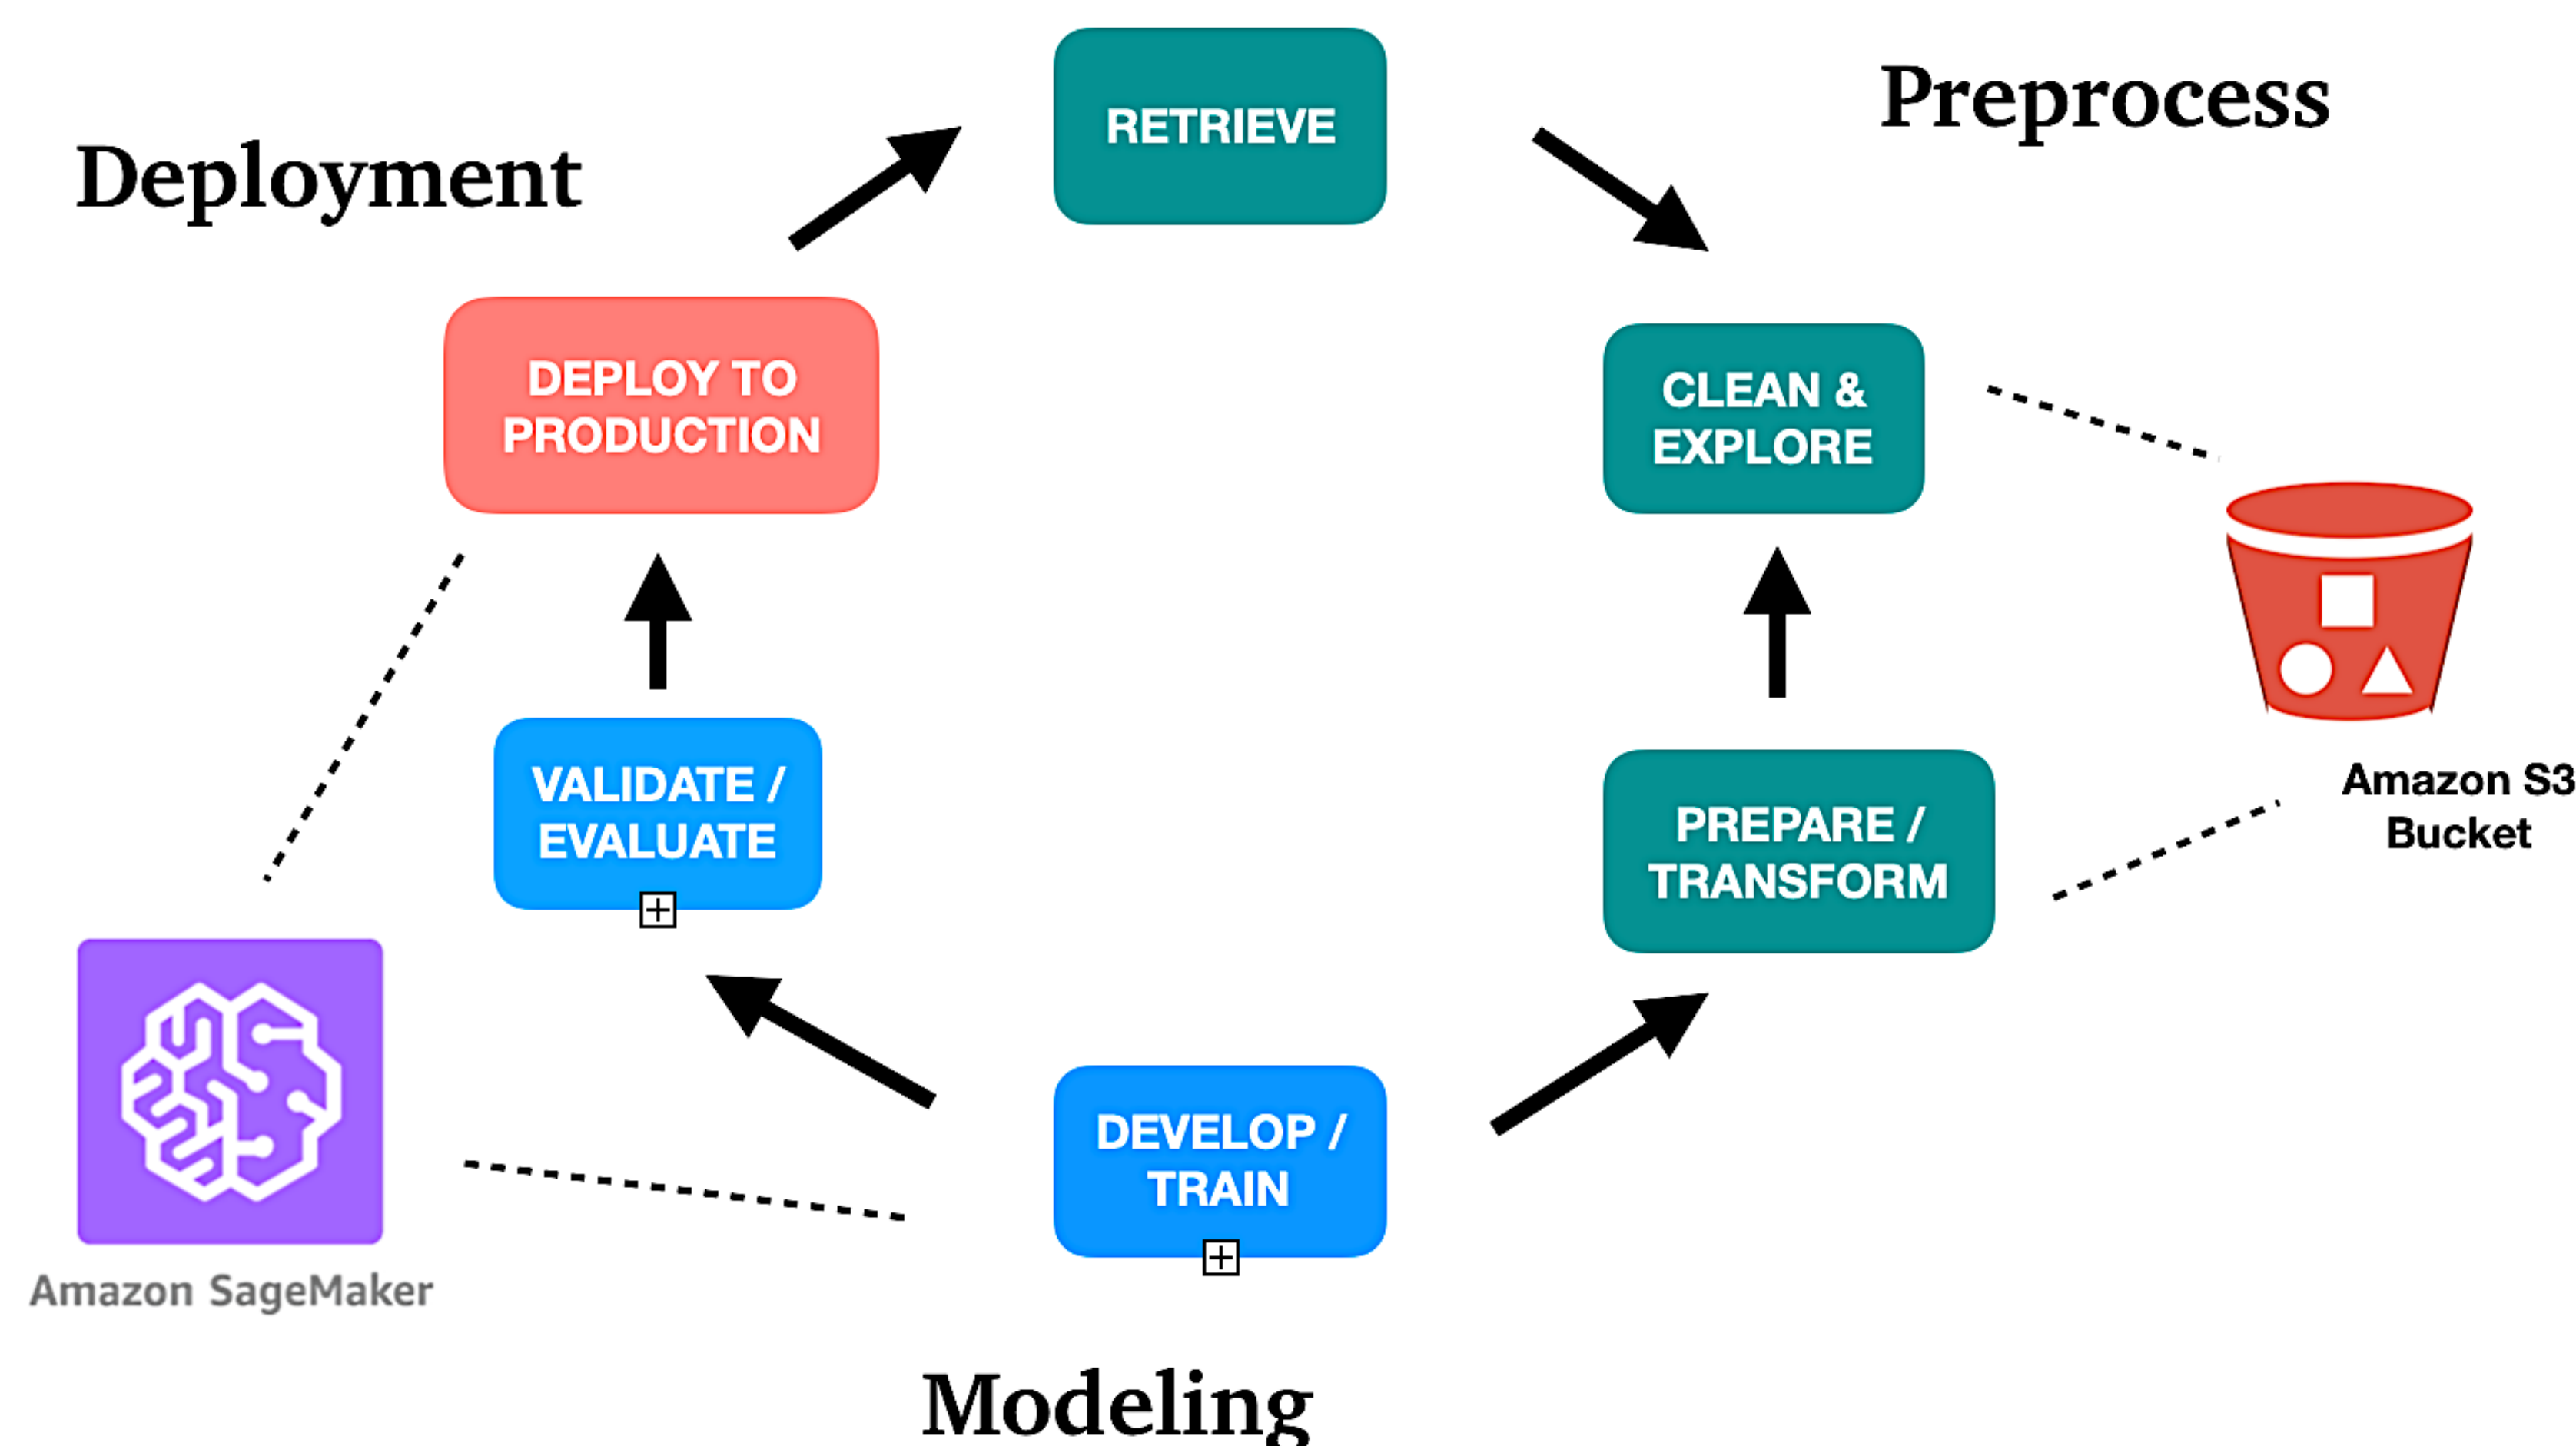 RETRIEVE
Preprocess
Deployment
DEPLOY TO
PRODUCTION
CLEAN &
EXPLORE
VALIDATE /
EVALUATE
PREPARE /
TRANSFORM
Amazon S3
Bucket
DEVELOP /
TRAIN
Amazon SageMaker
Modeling